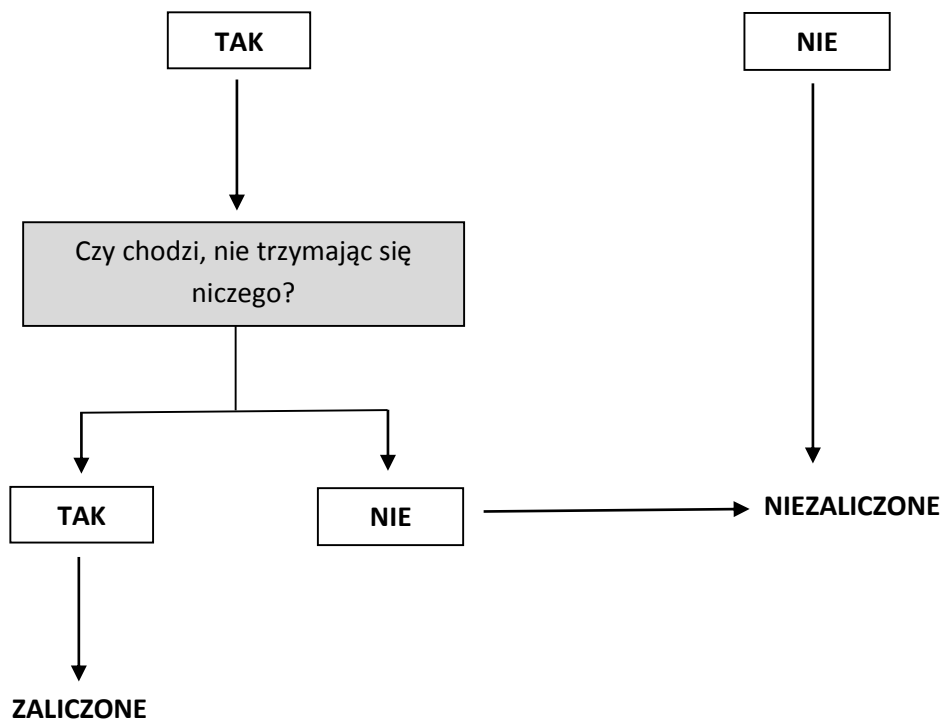 TAK
NIE
Czy chodzi, nie trzymając się
niczego?
TAK
NIE
NIEZALICZONE
ZALICZONE